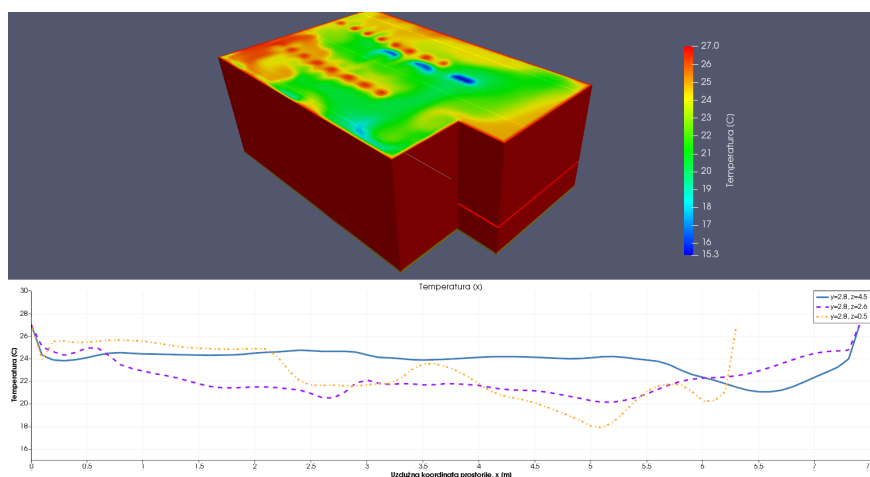 27.0
26
25
24
23
22
21
20
19
18
17
16
15.3
Temperatura (C)
Temperatura (x)
30
28
26
24
22
20
18
16
Temperatura (C)
y=2.8, z=4.5
y=2.8, z=2.6
y=2.8, z=0.5
0 0.5 1 1.5 2 2.5 3 3.5 4 4.5 5 5.5 6 6.5 7
Uzdužna koordinata prostorije, x (m)